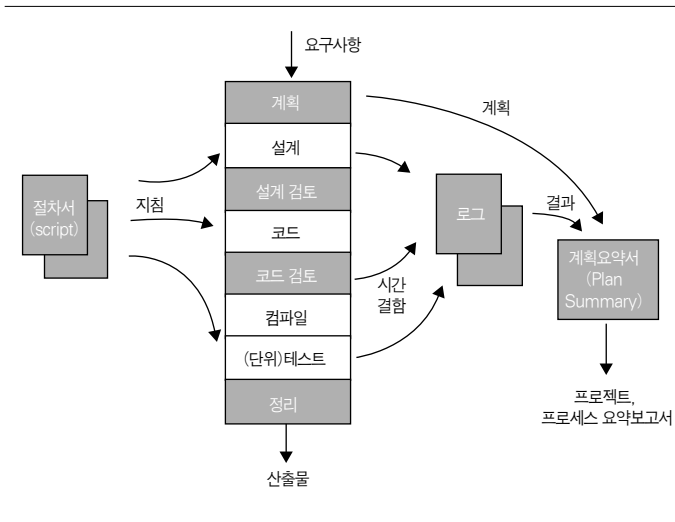 요구사항
계획
계획
설계
설계 검토
절차서
(script)
지침
코드
로그
결과
코드 검토
시간
결함
계획요약서
(Plan
Summary)
컴파일
(단위)테스트
정리
프로젝트,
프로세스 요약보고서
산출물